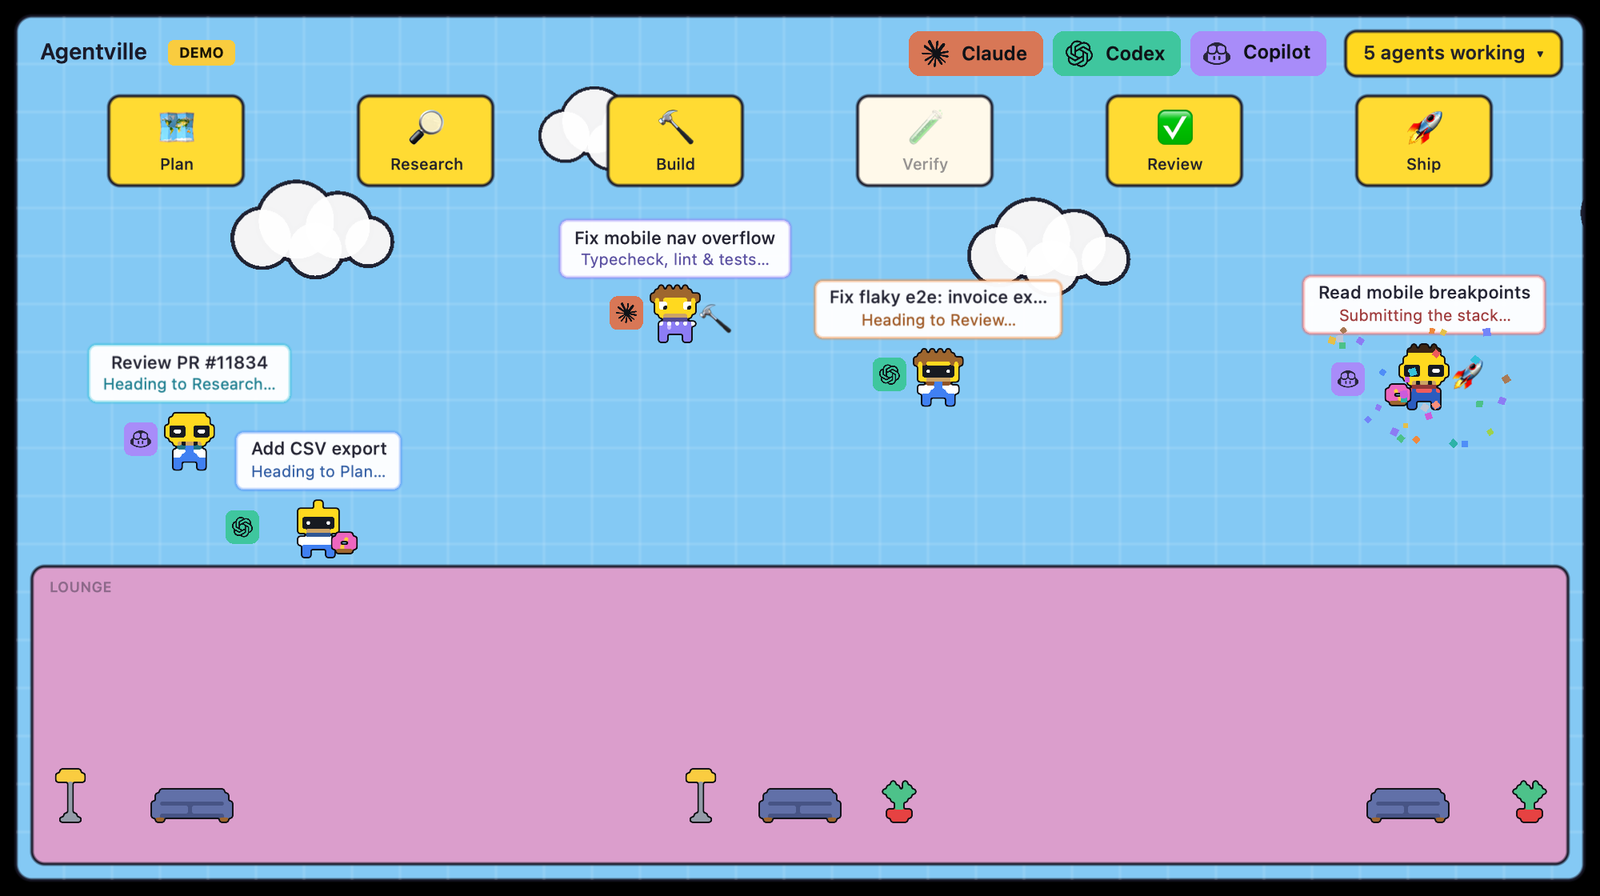 Agentville
DEMO
Claude
Codex
Copilot
5 agents working
Plan
Research
Build
Verify
Review
Ship
Fix mobile nav overflow
Typecheck, lint & tests...
Fix flaky e2e: invoice ex...
Heading to Review...
Read mobile breakpoints
Submitting the stack...
Review PR #11834
Heading to Research...
Add CSV export
Heading to Plan...
LOUNGE